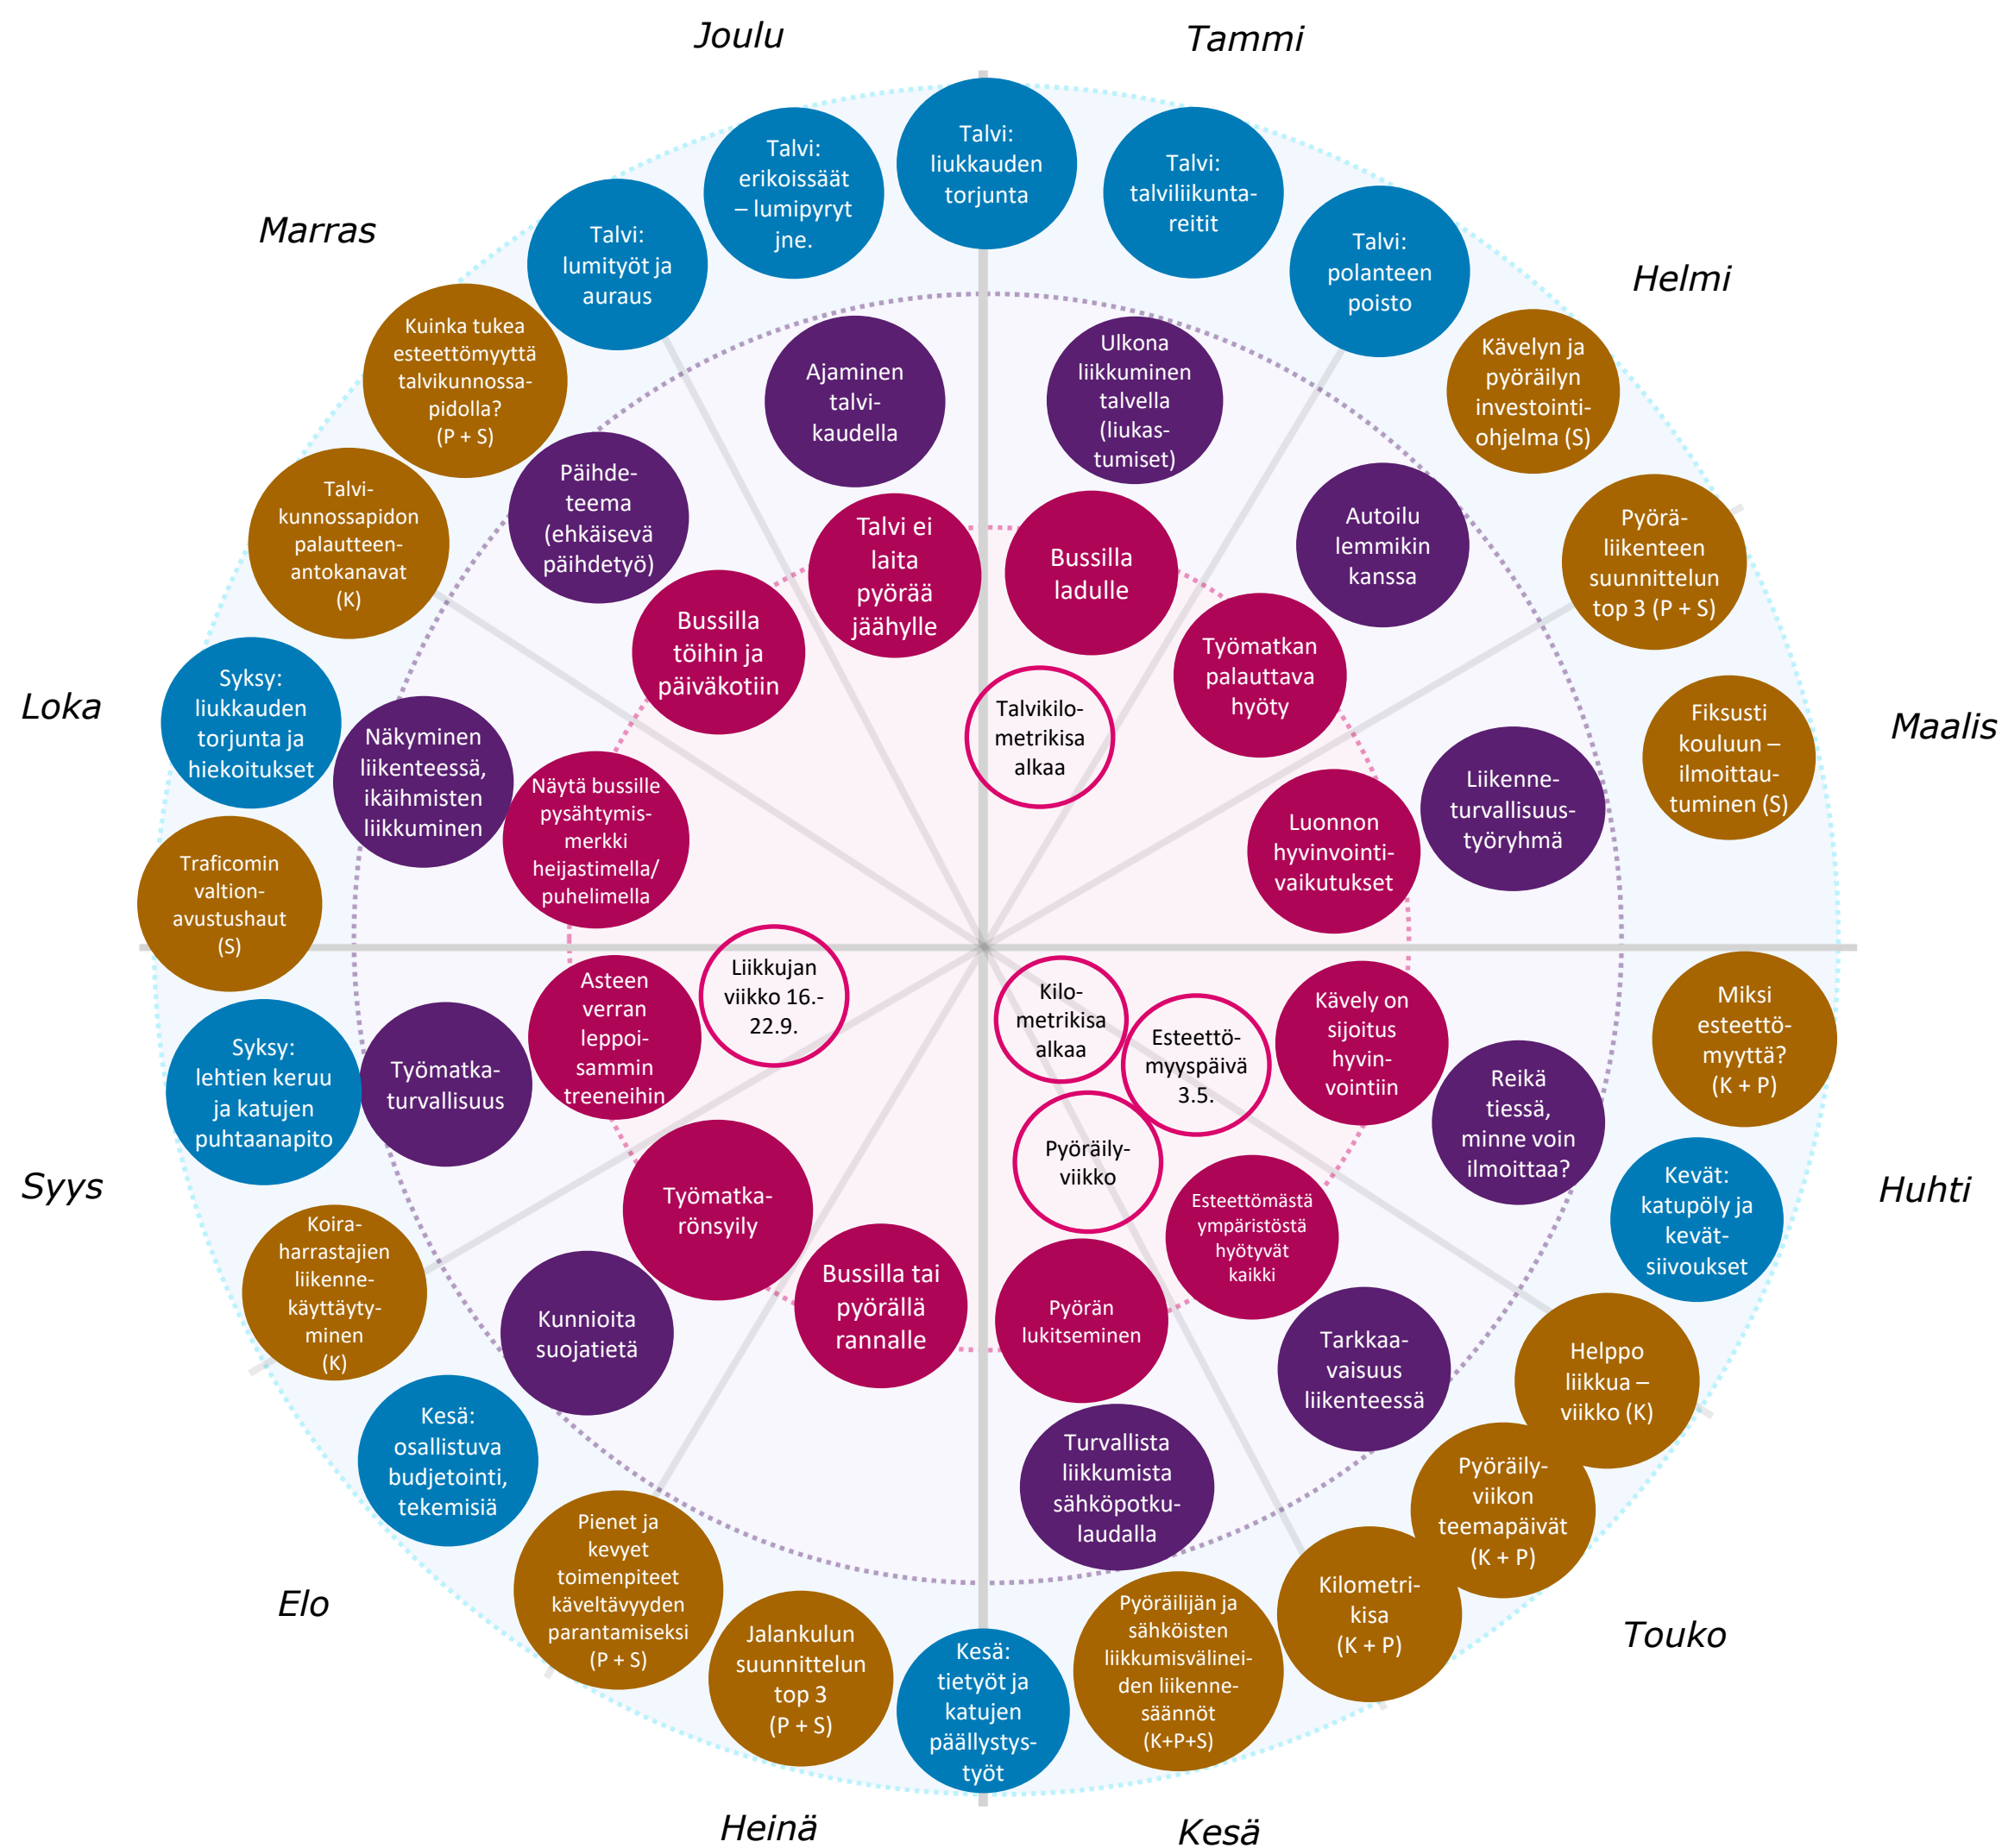 Joulu
Tammi
Marras
Helmi
Loka
Maalis
Syys
Huhti
Elo
Touko
Heinä
Kesä
Talvi:
liukkauden
torjunta
Talvi:
talviliikunta-
reitit
Talvi:
polanteen
poisto
Kävelyn ja
pyöräilyn
investointi-
ohjelma (S)
Pyörä-
liikenteen
suunnittelun
top 3 (P + S)
Fiksusti
kouluun –
ilmoittau-
tuminen (S)
Miksi
esteettö-
myyttä?
(K + P)
Kevät:
katupöly ja
kevät-
siivoukset
Helppo
liikkua –
viikko (K)
Pyöräily-
viikon
teemapäivät
(K + P)
Kilometri-
kisa
(K + P)
Pyöräilijän ja
sähköisten
liikkumisvälinei-
den liikenne-
säännöt
(K+P+S)
Kesä:
tietyöt ja
katujen
päällystys-
työt
Jalankulun
suunnittelun
top 3
(P + S)
Pienet ja
kevyet
toimenpiteet
käveltävyyden
parantamiseksi
(P + S)
Kesä:
osallistuva
budjetointi,
tekemisiä
Koira-
harrastajien
liikenne-
käyttäyty-
minen
(K)
Syksy:
lehtien keruu
ja katujen
puhtaanapito
Traficomin
valtion-
avustushaut
(S)
Syksy:
liukkauden
torjunta ja
hiekoitukset
Talvi-
kunnossapidon
palautteen-
antokanavat
(K)
Kuinka tukea
esteettömyyttä
talvikunnossa-
pidolla?
(P + S)
Talvi:
lumityöt ja
auraus
Talvi:
erikoissäät
– lumipyryt
jne.
Ulkona
liikkuminen
talvella
(liukas-
tumiset)
Autoilu
lemmikin
kanssa
Liikenne-
turvallisuus-
työryhmä
Reikä
tiessä,
minne voin
ilmoittaa?
Tarkkaa-
vaisuus
liikenteessä
Turvallista
liikkumista
sähköpotku-
laudalla
Kunnioita
suojatietä
Työmatka-
turvallisuus
Näkyminen
liikenteessä,
ikäihmisten
liikkuminen
Päihde-
teema
(ehkäisevä
päihdetyö)
Ajaminen
talvi-
kaudella
Bussilla
ladulle
Työmatkan
palauttava
hyöty
Luonnon
hyvinvointi-
vaikutukset
Kävely on
sijoitus
hyvin-
vointiin
Esteettömästä
ympäristöstä
hyötyvät
kaikki
Pyörän
lukitseminen
Bussilla tai
pyörällä
rannalle
Työmatka-
rönsyily
Asteen
verran
leppoi-
sammin
treeneihin
Näytä bussille
pysähtymis-
merkki
heijastimella/
puhelimella
Bussilla
töihin ja
päiväkotiin
Talvi ei
laita
pyörää
jäähylle
Talvikilo-
metrikisa
alkaa
Kilo-
metrikisa
alkaa
Esteettö-
myyspäivä
3.5.
Pyöräily-
viikko
Liikkujan
viikko 16.-
22.9.